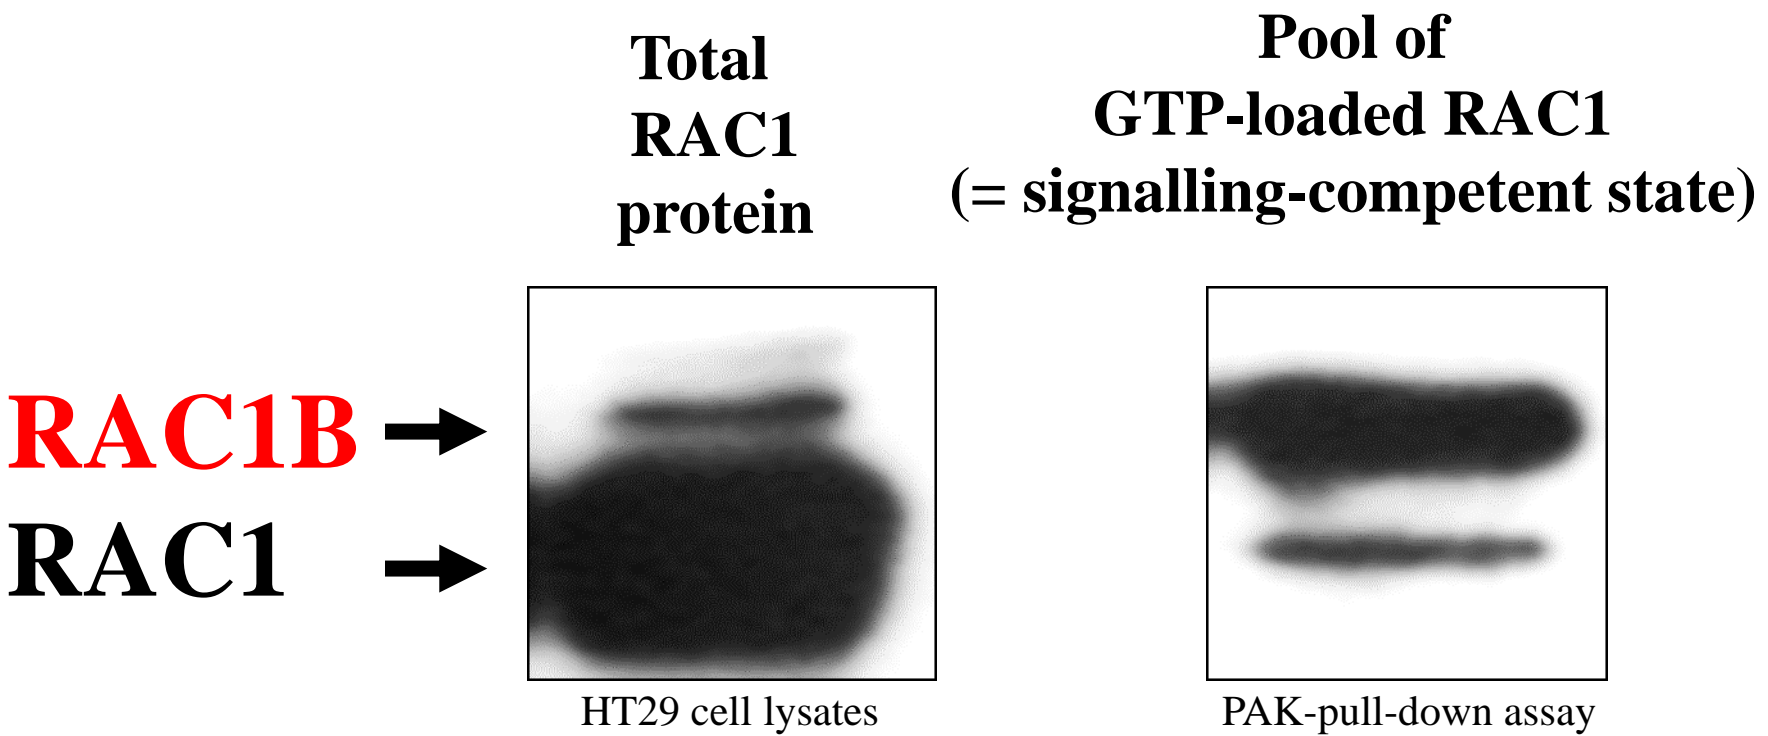 Total
RAC1
protein
Pool of
GTP-loaded RAC1
(= signalling-competent state)
RAC1B
RAC1
HT29 cell lysates
PAK-pull-down assay